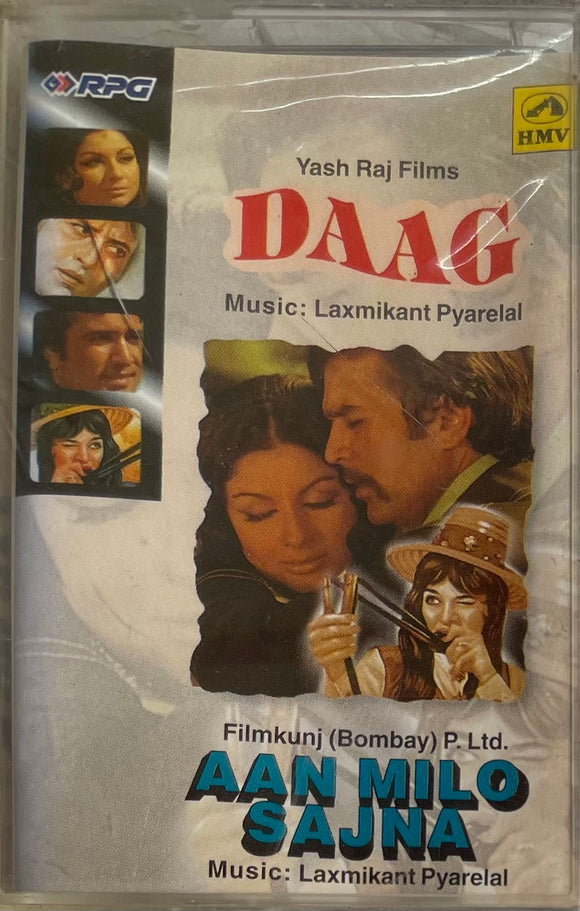 RPG
HMV
Yash Raj Films
DAAG
Music: Laxmikant Pyarelal
Filmkunj (Bombay) P. Ltd.
AAN MILO
SAJNA
Music: Laxmikant Pyarelal